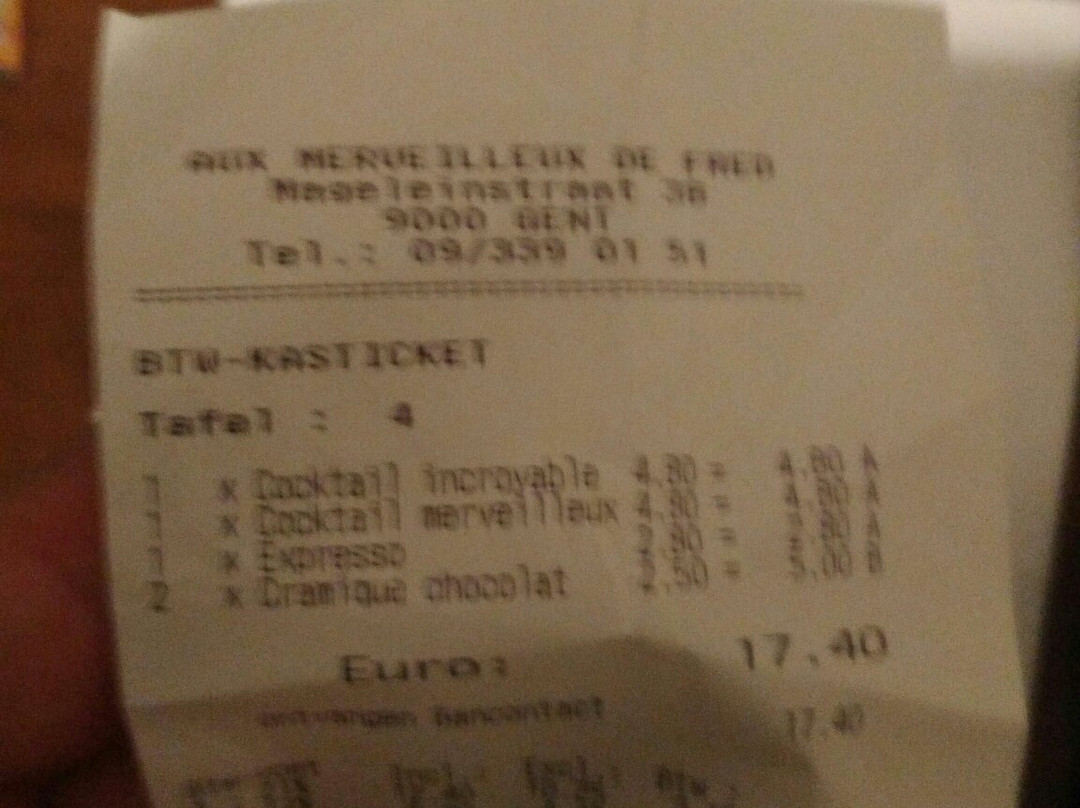 AUX MERVEILLEUX DE FRED
Mageleinstraat 36
9000 GENT
Tel.: 09/339 01 51
BTW-KASTICKET
Tafel : 4
1 x Cocktail incroyable 4,80 = 4,80 A
1 x Cocktail merveilleux 4,80 = 4,80 A
1 x Expresso 2,80 = 2,80 A
2 x Cramique chocolat 2,50 = 5,00 B
Euro: 17,40
ontvangen Bancontact 17,40